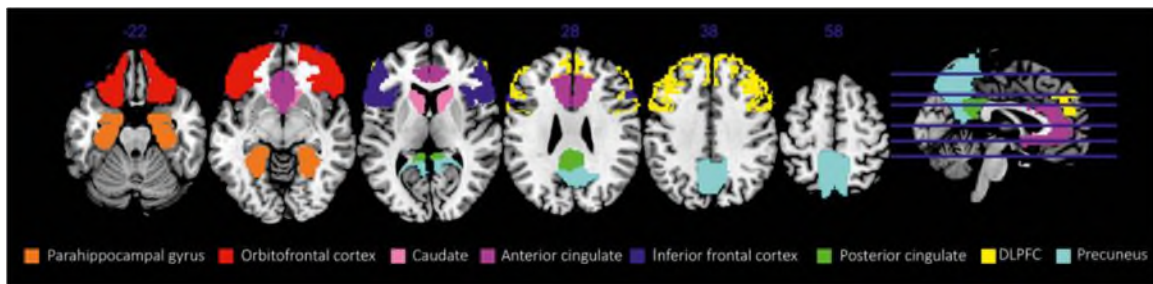 -22 -7 8 28 38 58
Parahippocampal gyrus Orbitofrontal cortex Caudate Anterior cingulate Inferior frontal cortex Posterior cingulate DLPFC Precuneus